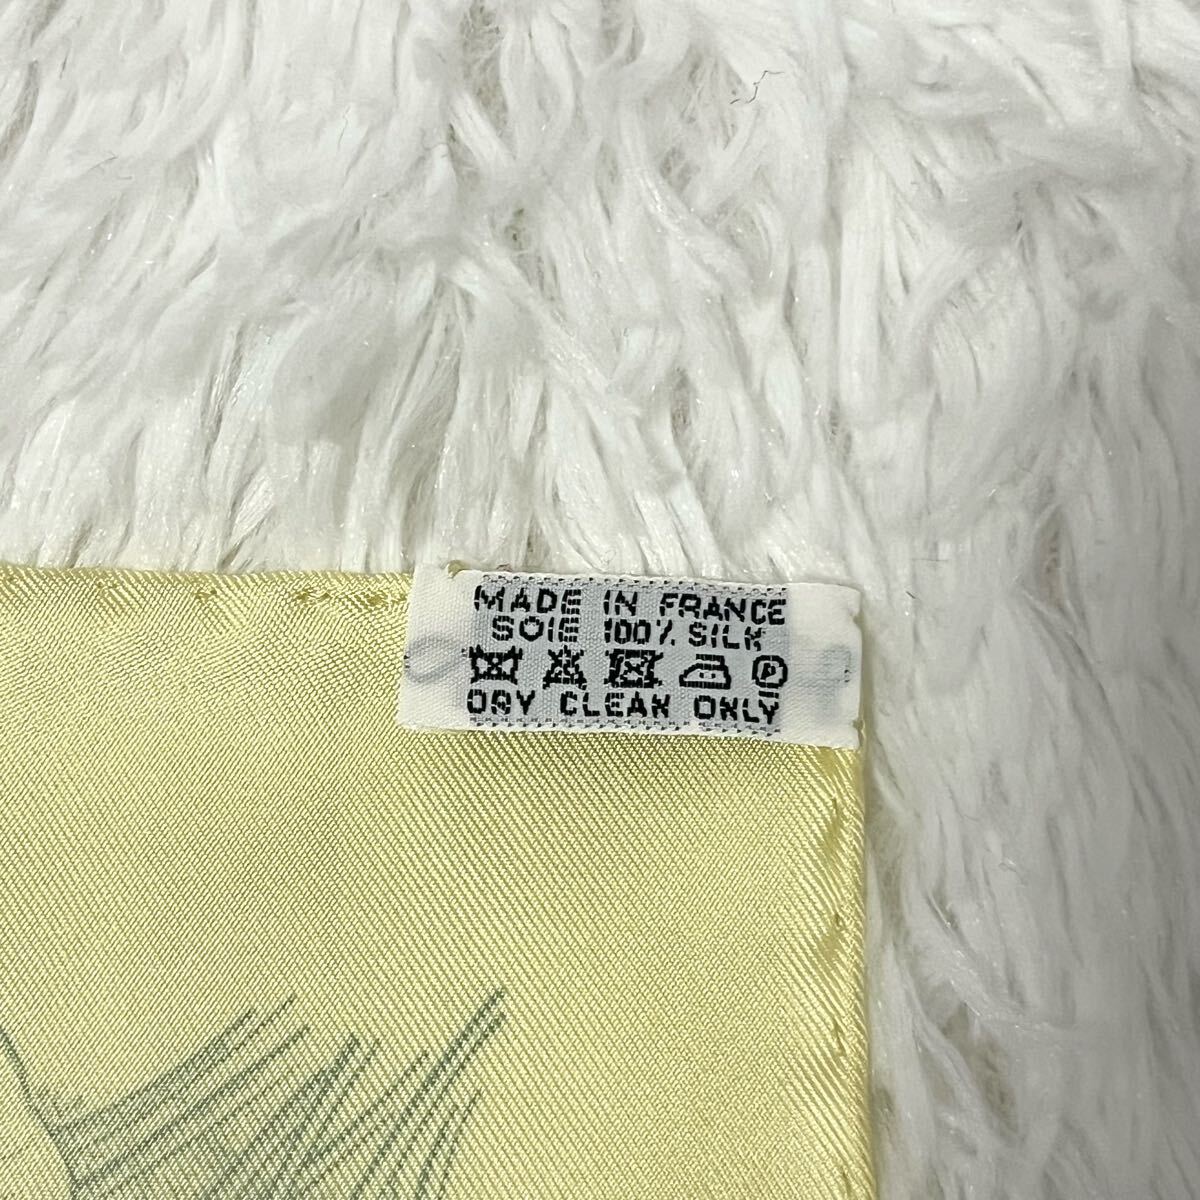 MADE IN FRANCE
SOIE 100% SILK
P
DRY CLEAN ONLY